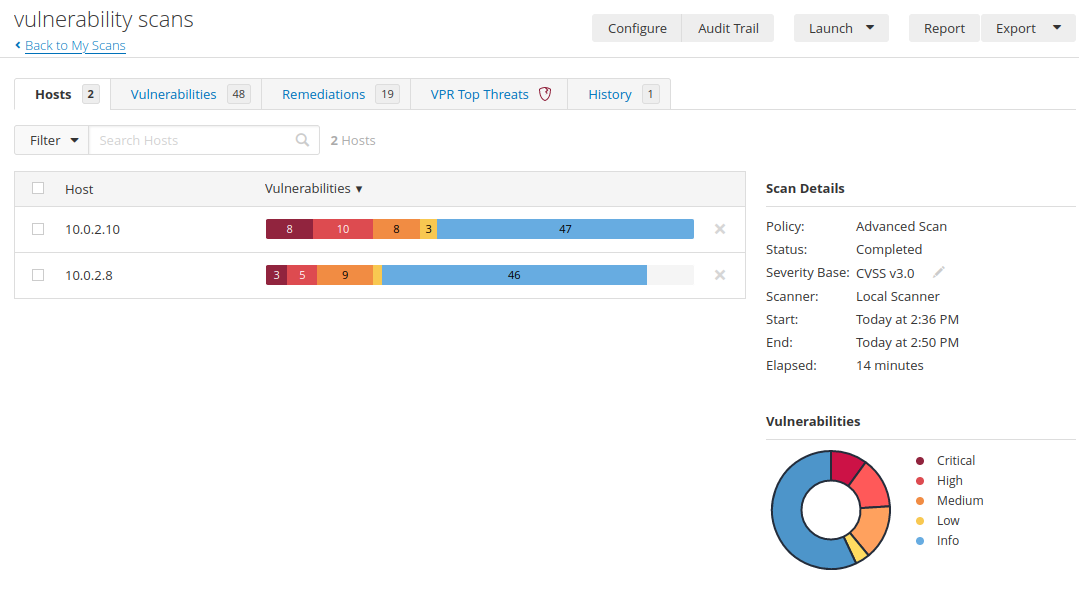 vulnerability scans
Back to My Scans
Configure Audit Trail Launch Report Export
Hosts 2 Vulnerabilities 48 Remediations 19 VPR Top Threats History 1
Filter Search Hosts 2 Hosts
Host Vulnerabilities
10.0.2.10 8 10 8 3 47
10.0.2.8 3 5 9 46
Scan Details
Policy: Advanced Scan
Status: Completed
Severity Base: CVSS v3.0
Scanner: Local Scanner
Start: Today at 2:36 PM
End: Today at 2:50 PM
Elapsed: 14 minutes
Vulnerabilities
Critical
High
Medium
Low
Info